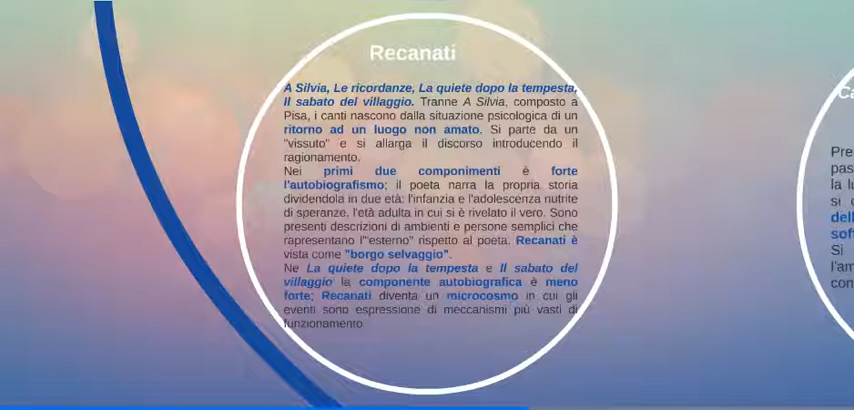 Recanati
A Silvia, Le ricordanze, La quiete dopo la tempesta,
Il sabato del villaggio. Tranne A Silvia, composto a
Pisa, i canti nascono dalla situazione psicologica di un
ritorno ad un luogo non amato. Si parte da un
"vissuto" e si allarga il discorso introducendo il
ragionamento.
Nei primi due componimenti è forte
l'autobiografismo; il poeta narra la propria storia
dividendola in due età: l'infanzia e l'adolescenza nutrite
di speranze, l'età adulta in cui si è rivelato il vero. Sono
presenti descrizioni di ambienti e persone semplici che
rapresentano l'"esterno" rispetto al poeta. Recanati è
vista come "borgo selvaggio".
Ne La quiete dopo la tempesta e Il sabato del
villaggio la componente autobiografica è meno
forte; Recanati diventa un microcosmo in cui gli
eventi sono espressione di meccanismi più vasti di
funzionamento
Pre
pas
la lu
si
dell
soff
Si
l'am
con